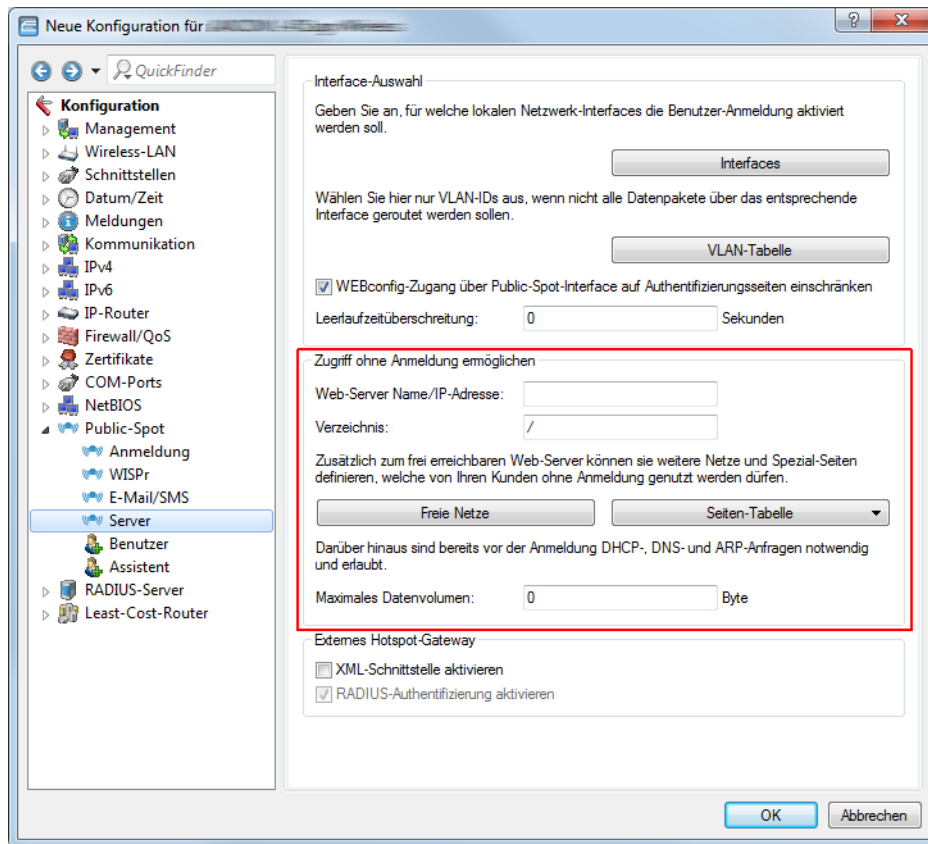 Neue Konfiguration für
QuickFinder
Konfiguration
Management
Wireless-LAN
Schnittstellen
Datum/Zeit
Meldungen
Kommunikation
IPv4
IPv6
IP-Router
Firewall/QoS
Zertifikate
COM-Ports
NetBIOS
Public-Spot
Anmeldung
WISPr
E-Mail/SMS
Server
Benutzer
Assistent
RADIUS-Server
Least-Cost-Router
Interface-Auswahl
Geben Sie an, für welche lokalen Netzwerk-Interfaces die Benutzer-Anmeldung aktiviert
werden soll.
Interfaces
Wählen Sie hier nur VLAN-IDs aus, wenn nicht alle Datenpakete über das entsprechende
Interface geroutet werden sollen.
VLAN-Tabelle
WEBconfig-Zugang über Public-Spot-Interface auf Authentifizierungsseiten einschränken
Leerlaufzeitüberschreitung: 0 Sekunden
Zugriff ohne Anmeldung ermöglichen
Web-Server Name/IP-Adresse:
Verzeichnis: /
Zusätzlich zum frei erreichbaren Web-Server können sie weitere Netze und Spezial-Seiten
definieren, welche von Ihren Kunden ohne Anmeldung genutzt werden dürfen.
Freie Netze Seiten-Tabelle
Darüber hinaus sind bereits vor der Anmeldung DHCP-, DNS- und ARP-Anfragen notwendig
und erlaubt.
Maximales Datenvolumen: 0 Byte
Externes Hotspot-Gateway
XML-Schnittstelle aktivieren
RADIUS-Authentifizierung aktivieren
OK Abbrechen